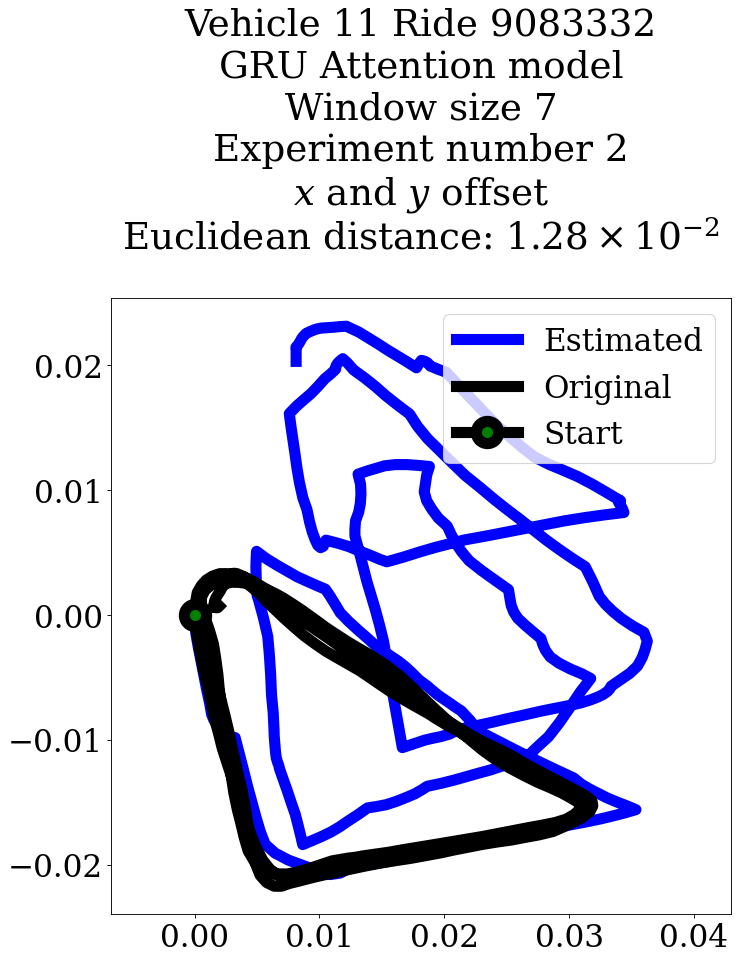 Vehicle 11 Ride 9083332
GRU Attention model
Window size 7
Experiment number 2
x and y offset
Euclidean distance: 1.28 × 10⁻²
Estimated
Original
Start
0.02
0.01
0.00
−0.01
−0.02
0.00 0.01 0.02 0.03 0.04